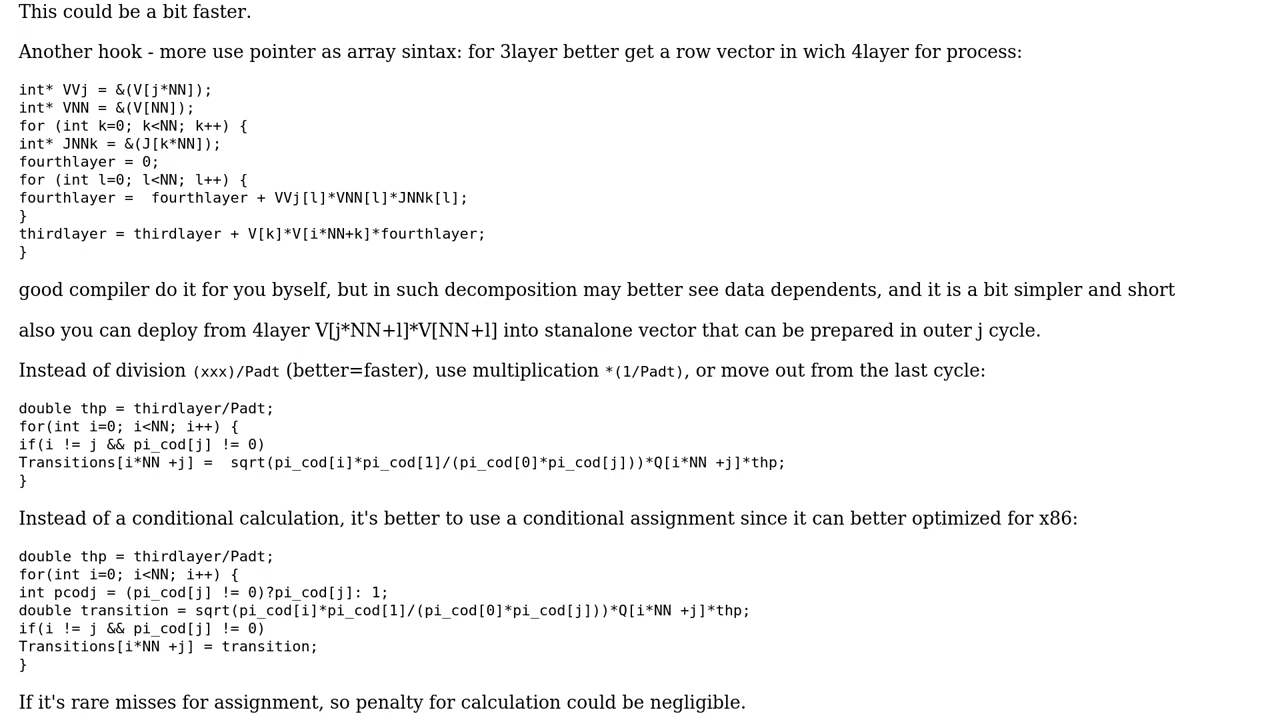 This could be a bit faster.
Another hook - more use pointer as array sintax: for 3layer better get a row vector in wich 4layer for process:
int* VVj = &(V[j*NN]);
int* VNN = &(V[NN]);
for (int k=0; k<NN; k++) {
int* JNNk = &(J[k*NN]);
fourthlayer = 0;
for (int l=0; l<NN; l++) {
fourthlayer =  fourthlayer + VVj[l]*VNN[l]*JNNk[l];
}
thirdlayer = thirdlayer + V[k]*V[i*NN+k]*fourthlayer;
}
good compiler do it for you byself, but in such decomposition may better see data dependents, and it is a bit simpler and short
also you can deploy from 4layer V[j*NN+l]*V[NN+l] into stanalone vector that can be prepared in outer j cycle.
Instead of division (xxx)/Padt (better=faster), use multiplication *(1/Padt), or move out from the last cycle:
double thp = thirdlayer/Padt;
for(int i=0; i<NN; i++) {
if(i != j && pi_cod[j] != 0)
Transitions[i*NN +j] =  sqrt(pi_cod[i]*pi_cod[1]/(pi_cod[0]*pi_cod[j]))*Q[i*NN +j]*thp;
}
Instead of a conditional calculation, it's better to use a conditional assignment since it can better optimized for x86:
double thp = thirdlayer/Padt;
for(int i=0; i<NN; i++) {
int pcodj = (pi_cod[j] != 0)?pi_cod[j]: 1;
double transition = sqrt(pi_cod[i]*pi_cod[1]/(pi_cod[0]*pi_cod[j]))*Q[i*NN +j]*thp;
if(i != j && pi_cod[j] != 0)
Transitions[i*NN +j] = transition;
}
If it's rare misses for assignment, so penalty for calculation could be negligible.